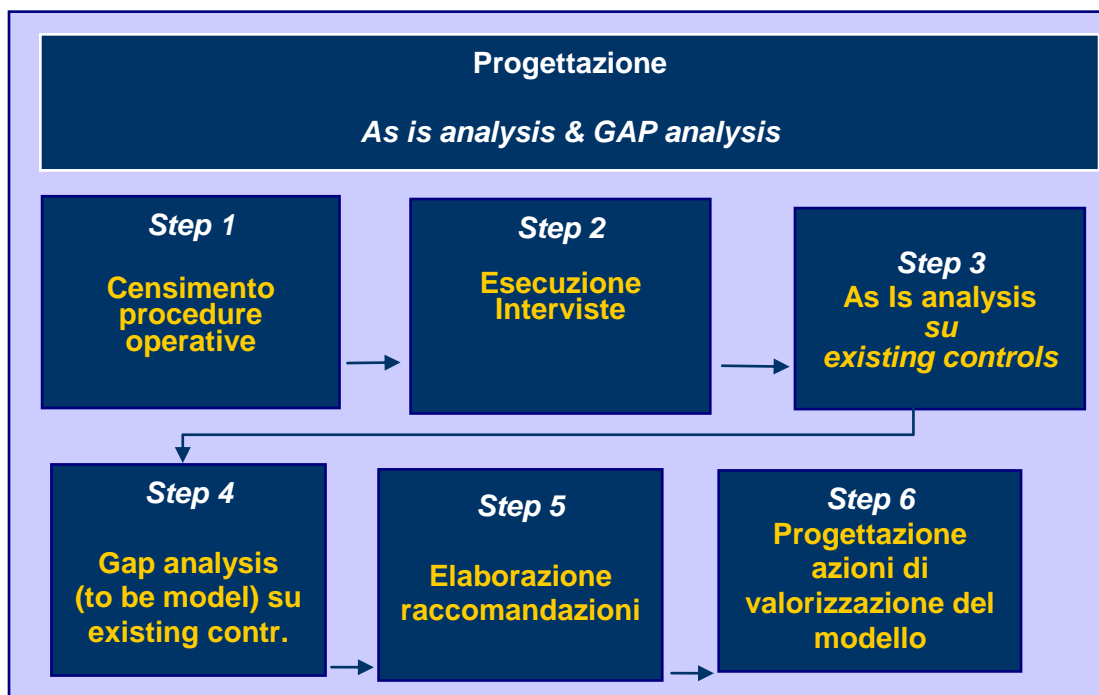 Progettazione
As is analysis & GAP analysis
Step 1
Censimento
procedure
operative
Step 2
Esecuzione
Interviste
Step 3
As Is analysis
su
existing controls
Step 4
Gap analysis
(to be model) su
existing contr.
Step 5
Elaborazione
raccomandazioni
Step 6
Progettazione
azioni di
valorizzazione del
modello